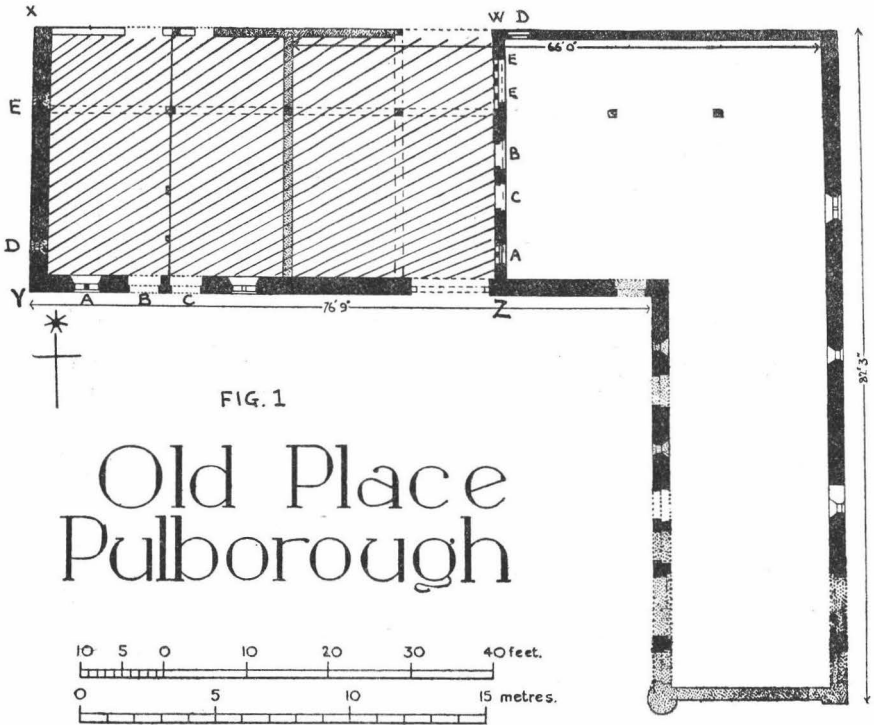 X
W D
66'0"
E
E
E
B
C
D
A
Y
A B C
76'9"
Z
82'3"
FIG. 1
Old Place
Pulborough
10 5 0 10 20 30 40 feet.
0 5 10 15 metres.